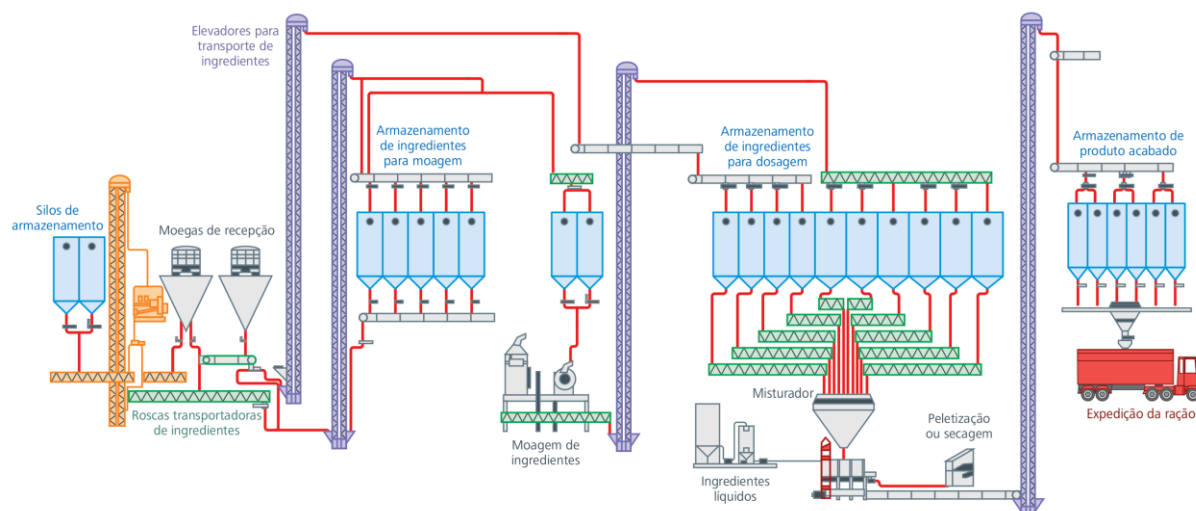 Elevadores para
transporte de
ingredientes
Armazenamento
de ingredientes
para moagem
Armazenamento
de ingredientes
para dosagem
Armazenamento de
produto acabado
Silos de
armazenamento
Moegas de recepção
Roscas transportadoras
de ingredientes
Moagem de
ingredientes
Misturador
Ingredientes
líquidos
Peletização
ou secagem
Expedição da ração